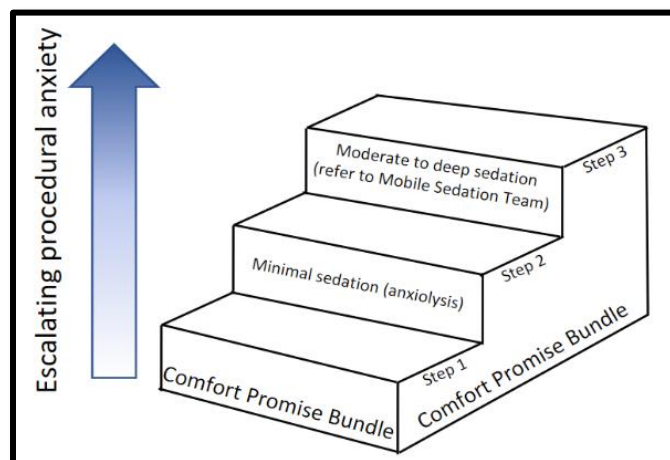 Escalating procedural anxiety
Moderate to deep sedation
(refer to Mobile Sedation Team)
Step 3
Minimal sedation (anxiolysis)
Step 2
Comfort Promise Bundle
Step 1
Comfort Promise Bundle